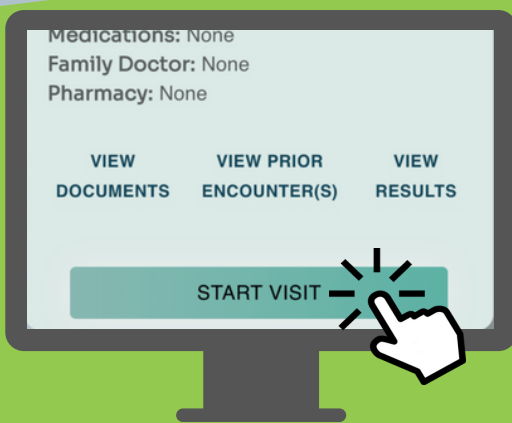 Medications: None
Family Doctor: None
Pharmacy: None
VIEW DOCUMENTS
VIEW PRIOR ENCOUNTER(S)
VIEW RESULTS
START VISIT